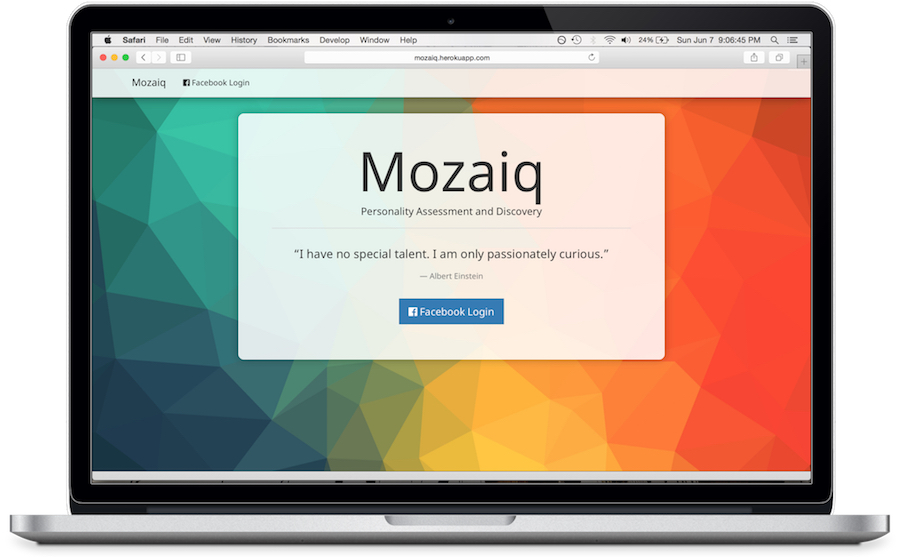 Safari File Edit View History Bookmarks Develop Window Help 24% Sun Jun 7 9:06:45 PM
mozaiq.herokuapp.com
Mozaiq Facebook Login
Mozaiq
Personality Assessment and Discovery
“I have no special talent. I am only passionately curious.”
— Albert Einstein
Facebook Login